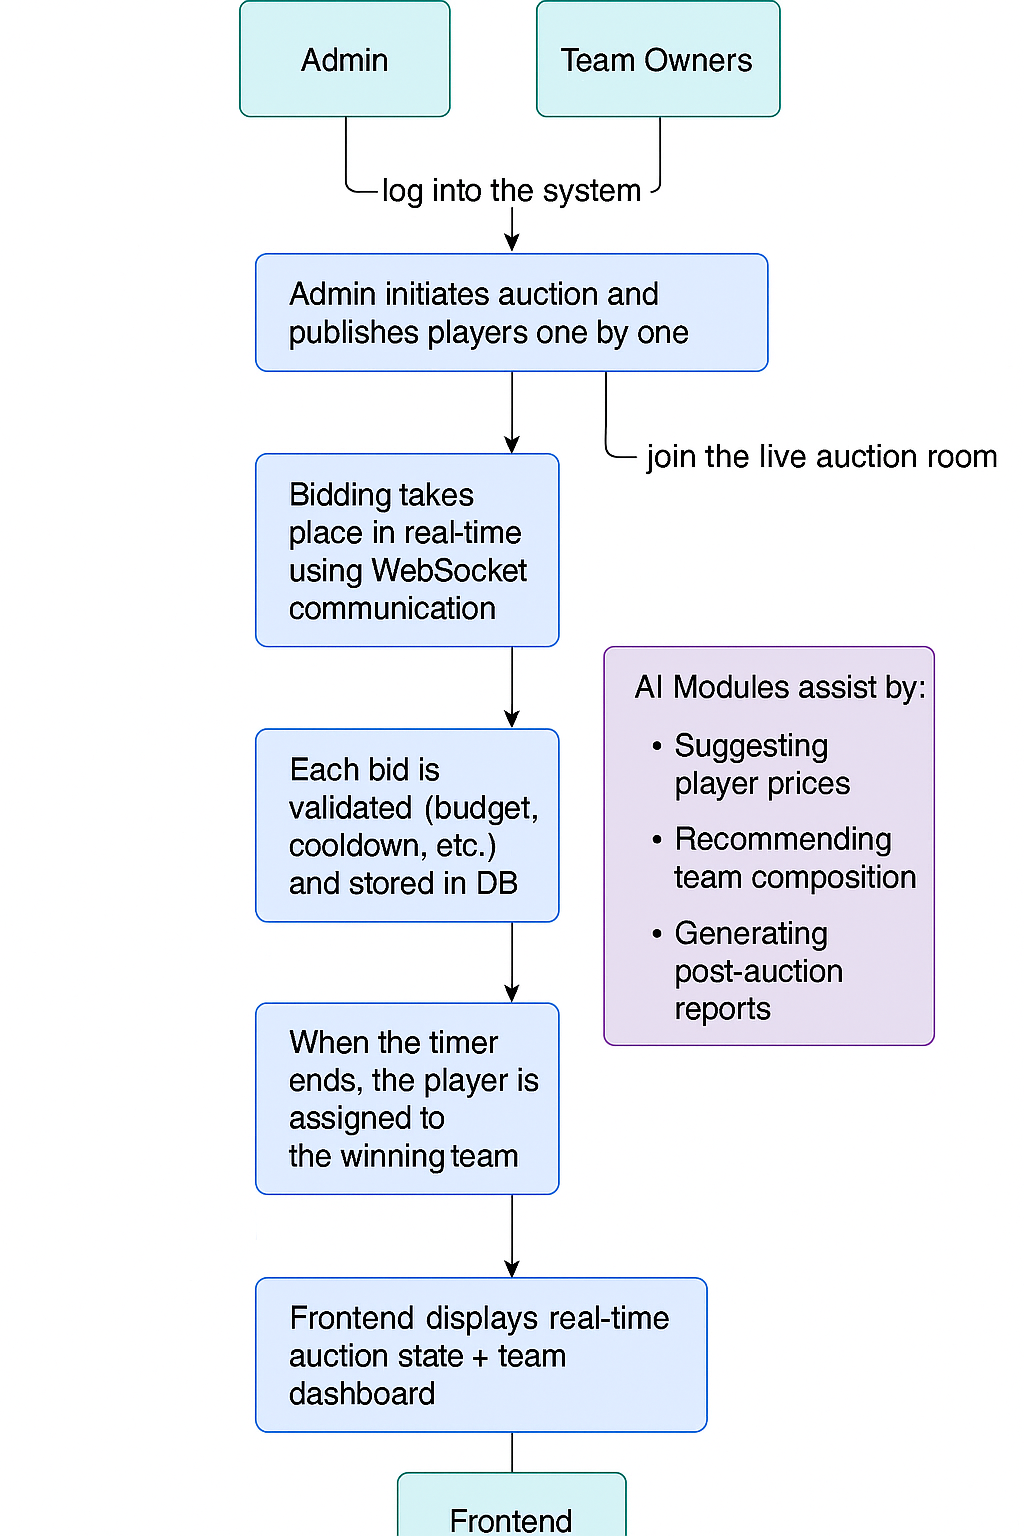 Admin
Team Owners
log into the system
Admin initiates auction and
publishes players one by one
join the live auction room
Bidding takes
place in real-time
using WebSocket
communication
AI Modules assist by:
• Suggesting
player prices
• Recommending
team composition
• Generating
post-auction
reports
Each bid is
validated (budget,
cooldown, etc.)
and stored in DB
When the timer
ends, the player is
assigned to
the winning team
Frontend displays real-time
auction state + team
dashboard
Frontend